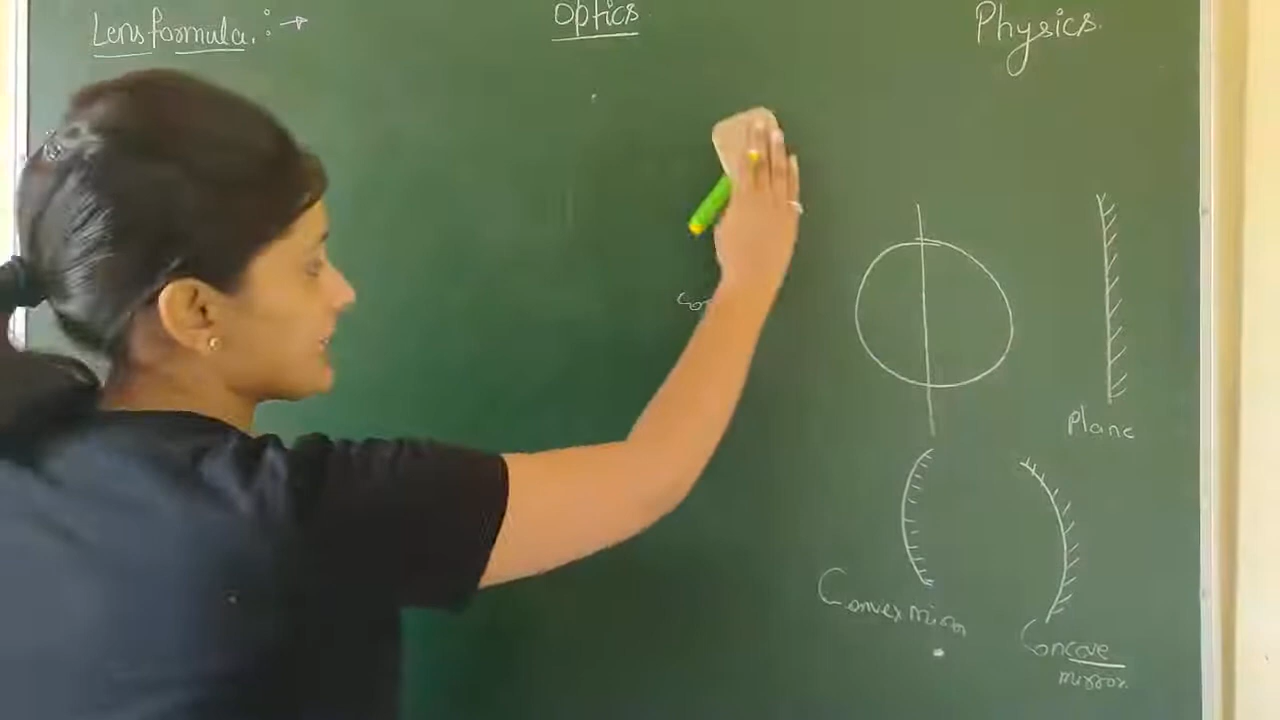 Lens formula. : →
Optics
Physics.
Plane
Convex mirror
Concave
mirror